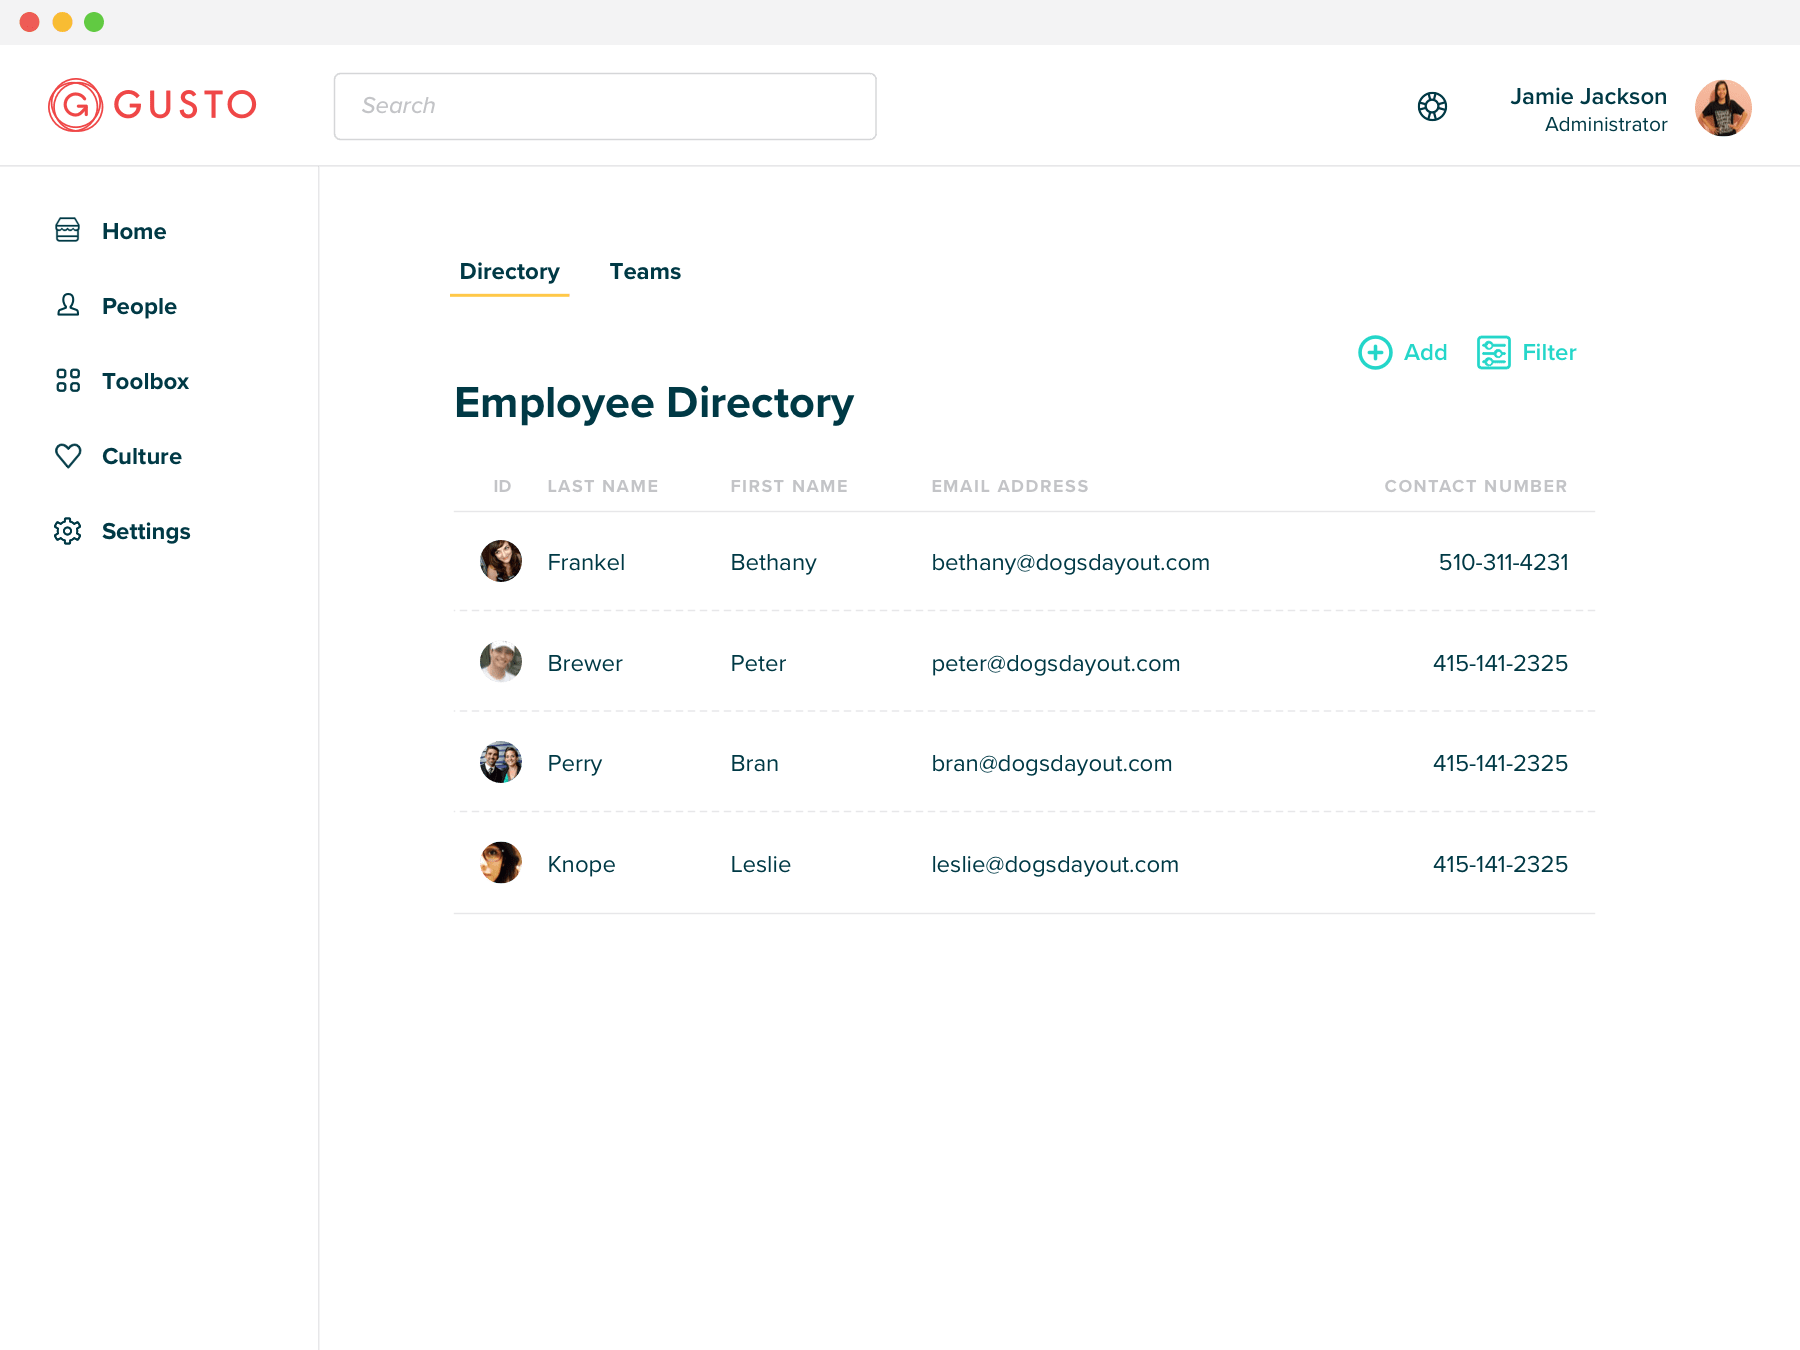 GUSTO
Search
Jamie Jackson
Administrator
Home
People
Toolbox
Culture
Settings
Directory Teams
Add Filter
Employee Directory
ID LAST NAME FIRST NAME EMAIL ADDRESS CONTACT NUMBER
Frankel Bethany bethany@dogsdayout.com 510-311-4231
Brewer Peter peter@dogsdayout.com 415-141-2325
Perry Bran bran@dogsdayout.com 415-141-2325
Knope Leslie leslie@dogsdayout.com 415-141-2325